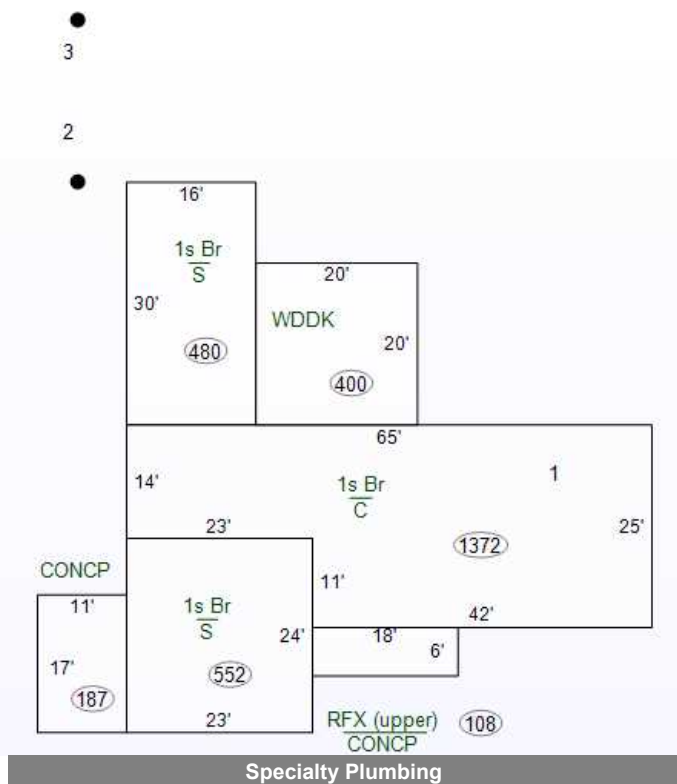 3
2
16'
1s Br
S
30'
480
20'
WDDK
20'
400
65'
14'
1s Br
C
1
25'
23'
1372
CONCP
11'
11'
1s Br
S
42'
18'
24'
6'
17'
187
552
23'
RFX (upper)
CONCP
108
Specialty Plumbing